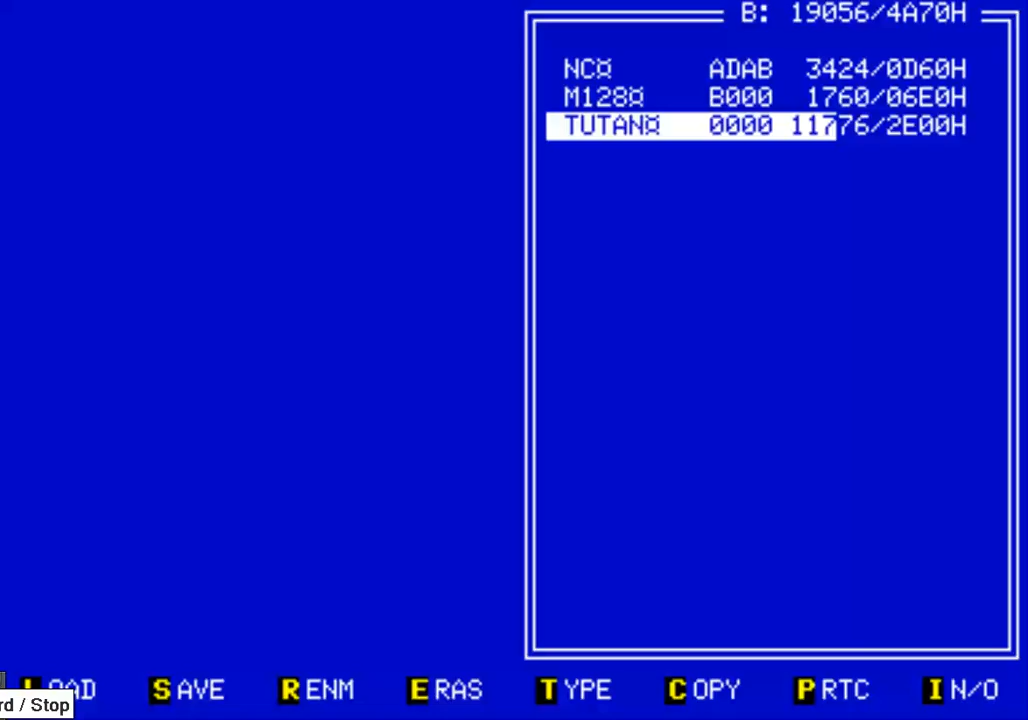 B: 19056/4A70H
NC¤ ADAB 3424/0D60H
M128¤ B000 1760/06E0H
TUTAN¤ 0000 11776/2E00H
LOAD SAVE RENM ERAS TYPE COPY PRTC IN/O
rd / Stop